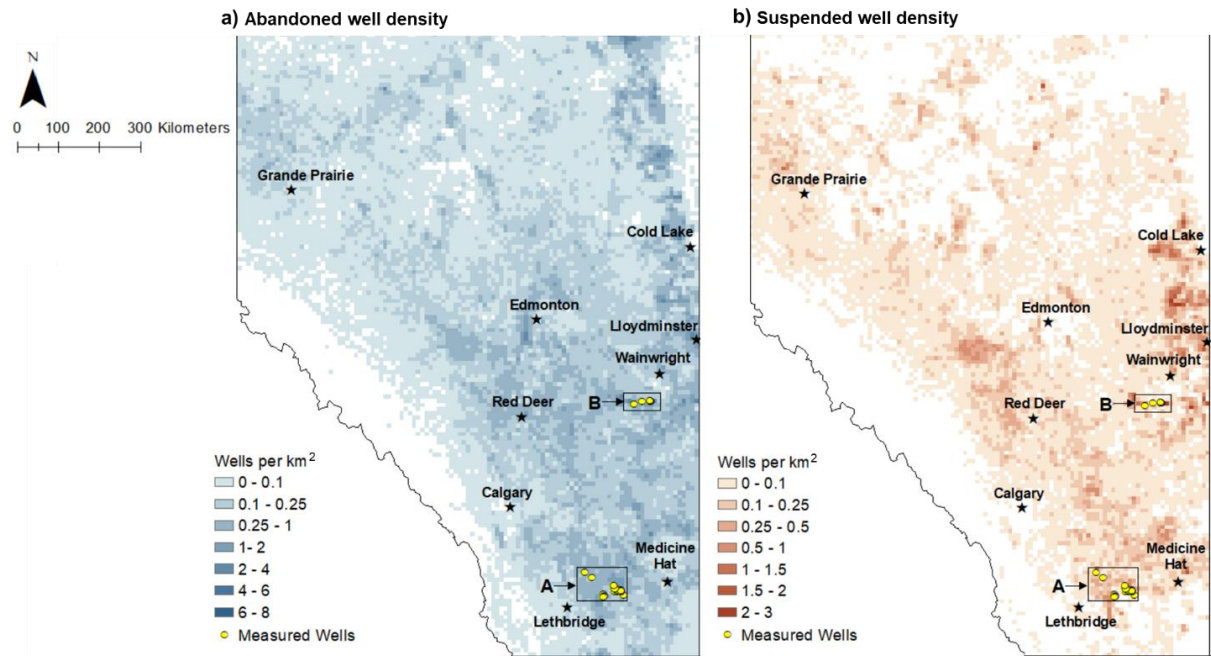 a) Abandoned well density
b) Suspended well density
N
0 100 200 300 Kilometers
Grande Prairie
Cold Lake
Edmonton
Lloydminster
Wainwright
B
Red Deer
Wells per km2
0 - 0.1
0.1 - 0.25
0.25 - 1
1- 2
2 - 4
4 - 6
6 - 8
Measured Wells
Calgary
Medicine
Hat
A
Lethbridge
Grande Prairie
Cold Lake
Edmonton
Lloydminster
Wainwright
B
Red Deer
Wells per km2
0 - 0.1
0.1 - 0.25
0.25 - 0.5
0.5 - 1
1 - 1.5
1.5 - 2
2 - 3
Measured Wells
Calgary
Medicine
Hat
A
Lethbridge